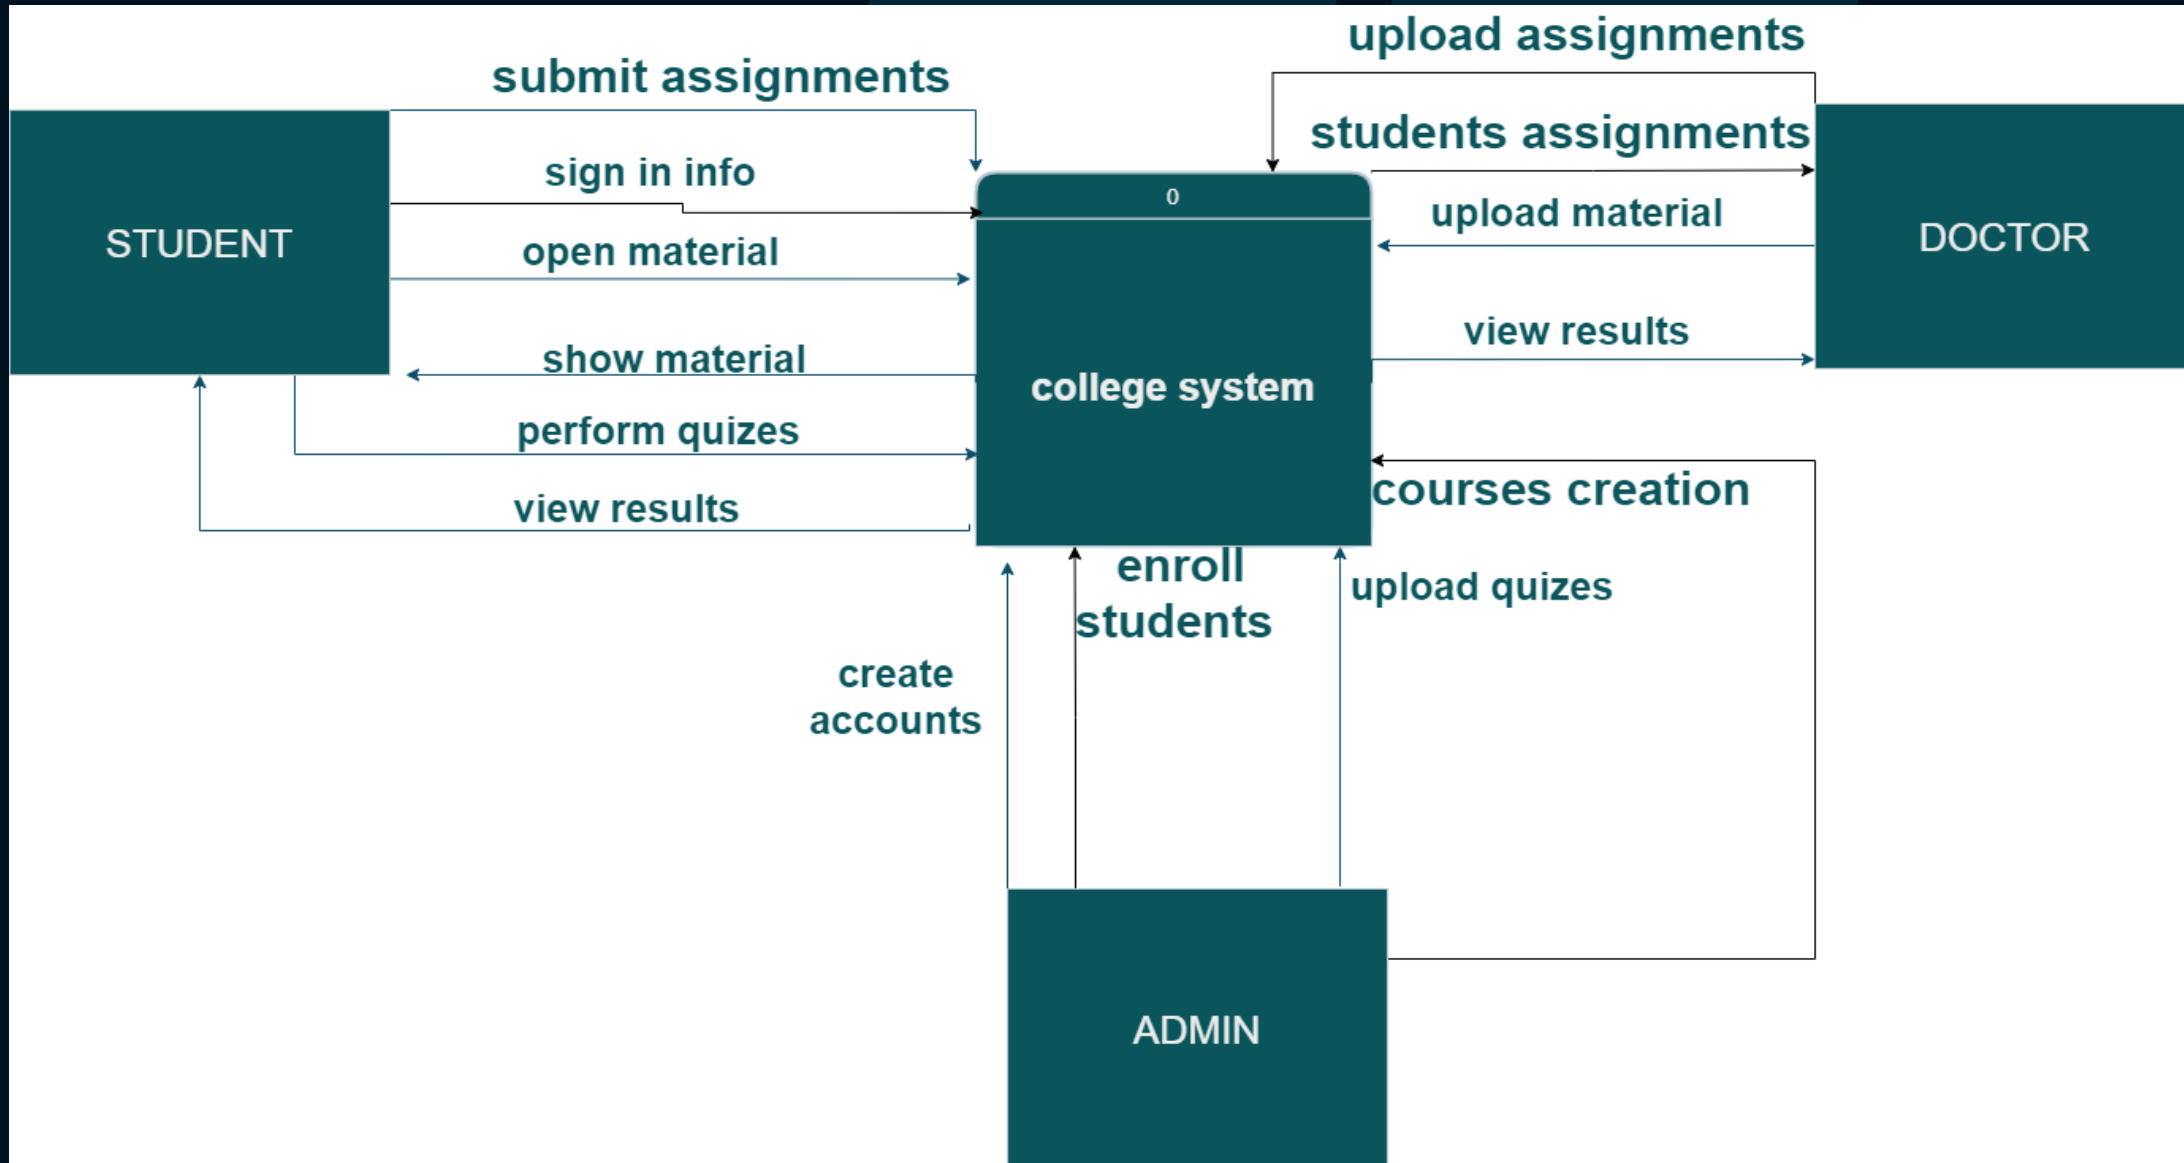 upload assignments
submit assignments
students assignments
sign in info
0
upload material
STUDENT
open material
DOCTOR
view results
show material
college system
perform quizes
courses creation
view results
enroll
students
upload quizes
create
accounts
ADMIN